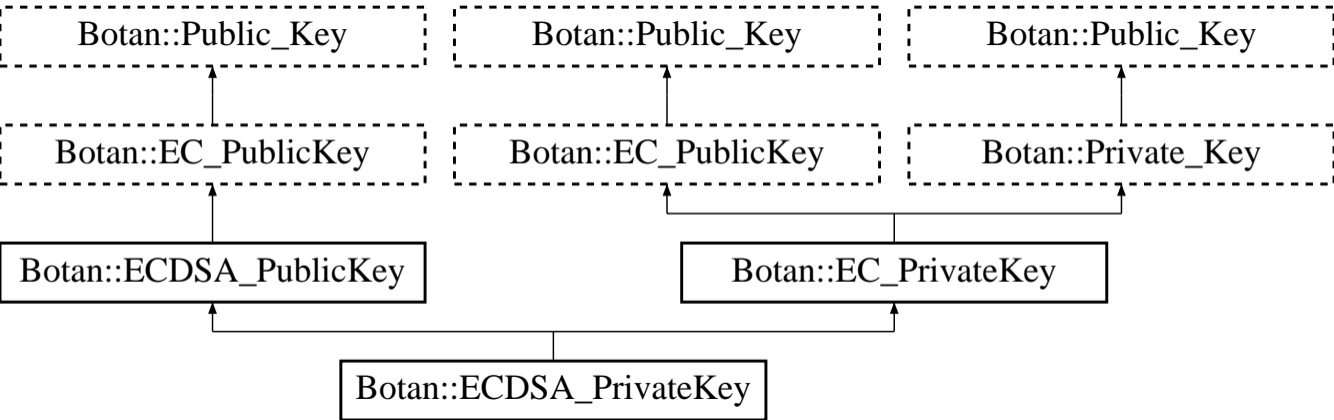 Botan::Public_Key
Botan::Public_Key
Botan::Public_Key
Botan::EC_PublicKey
Botan::EC_PublicKey
Botan::Private_Key
Botan::ECDSA_PublicKey
Botan::EC_PrivateKey
Botan::ECDSA_PrivateKey